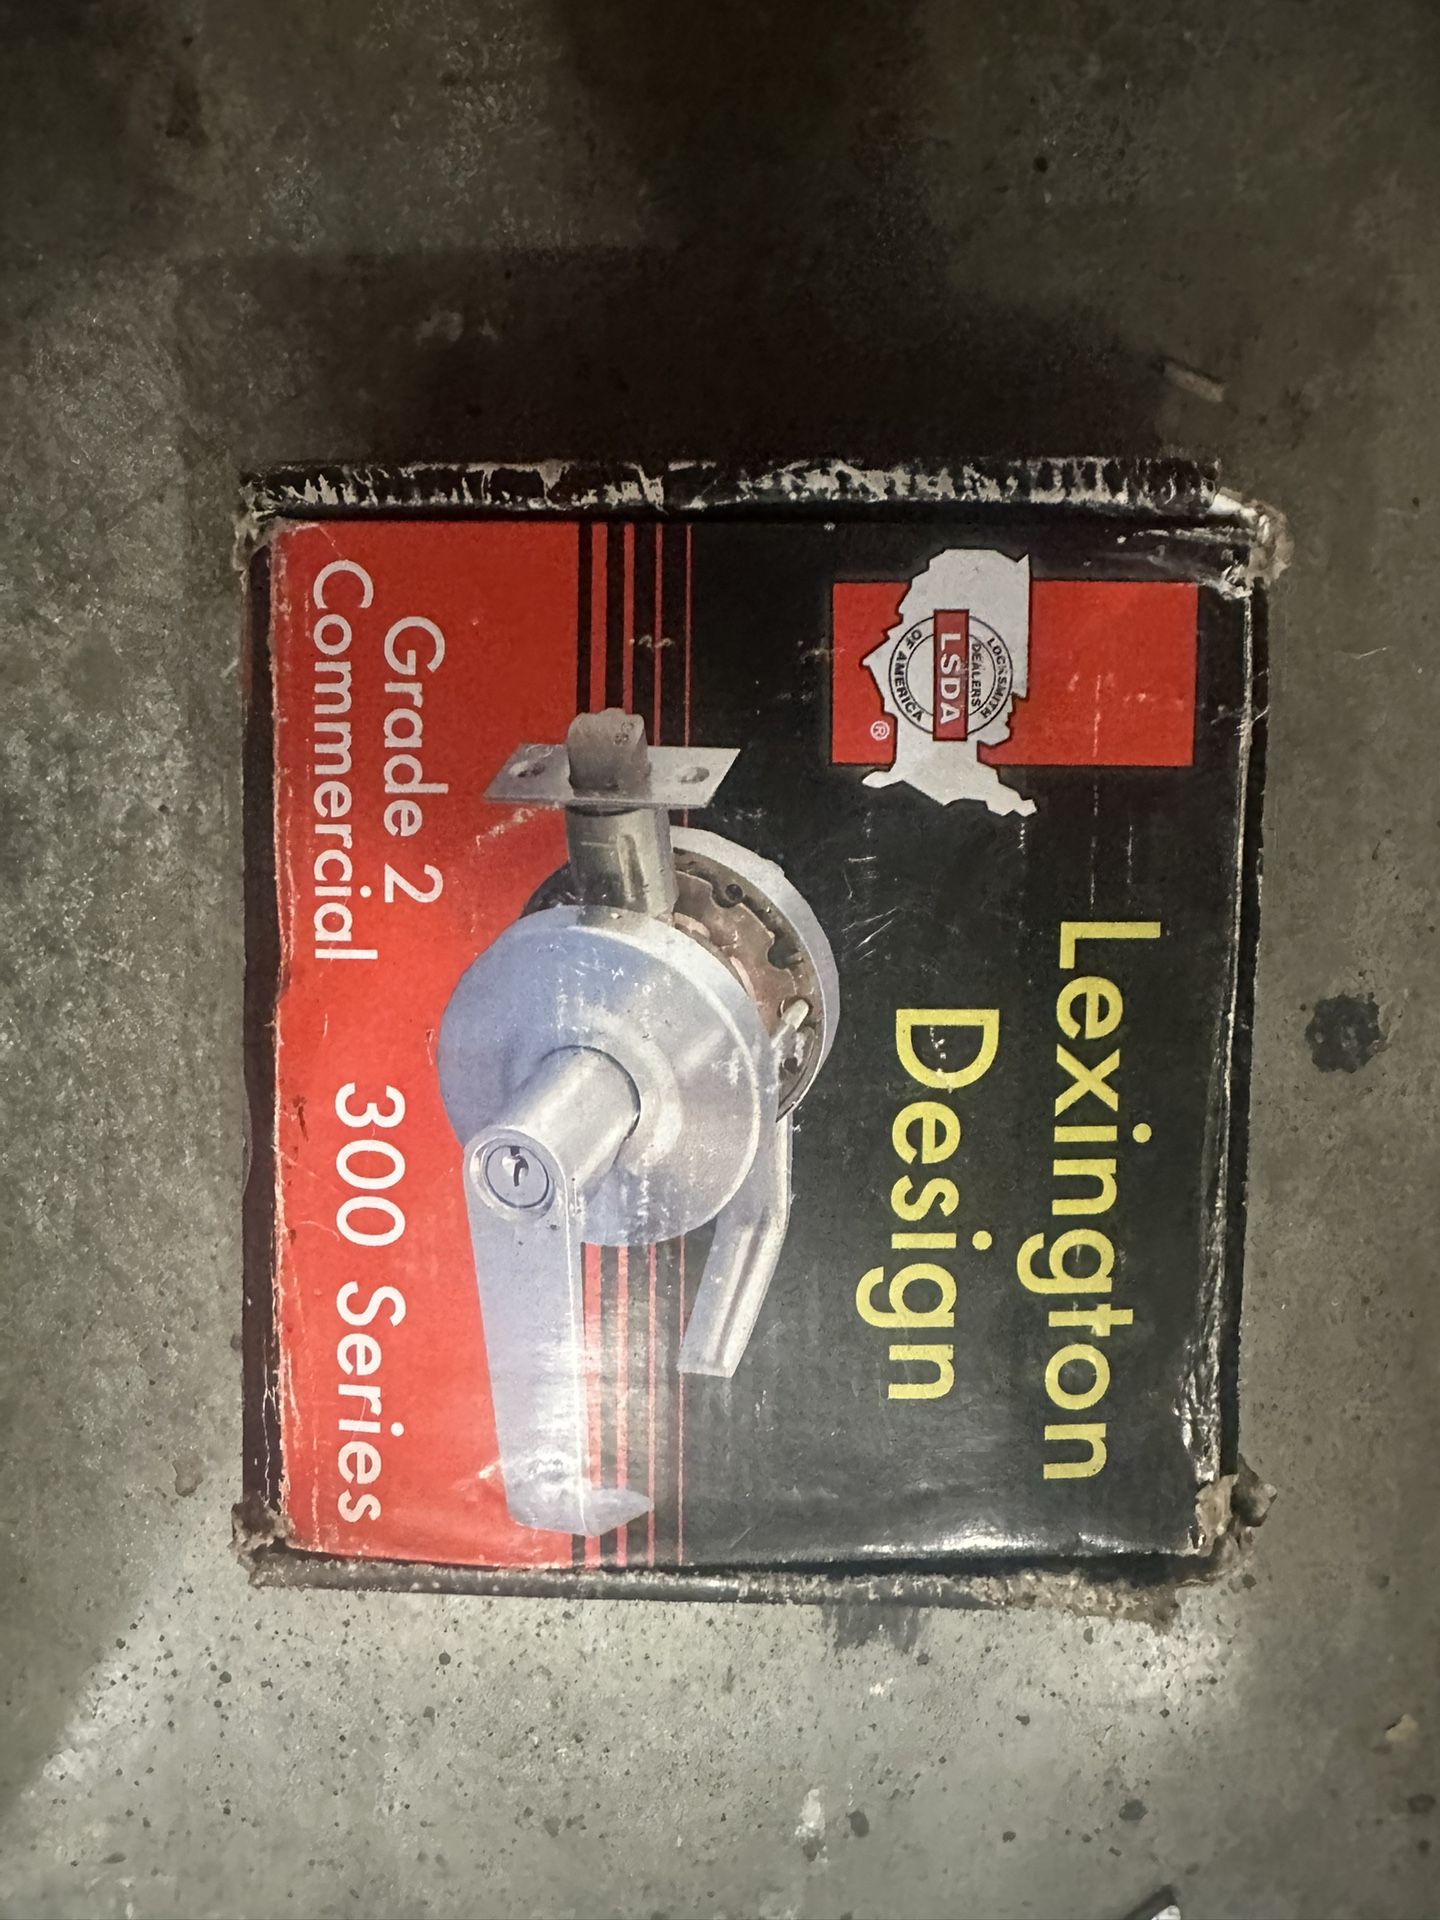 LOCKSMITH
DEALERS
LSDA
OF AMERICA
®
Lexington
Design
Grade 2
Commercial
300 Series